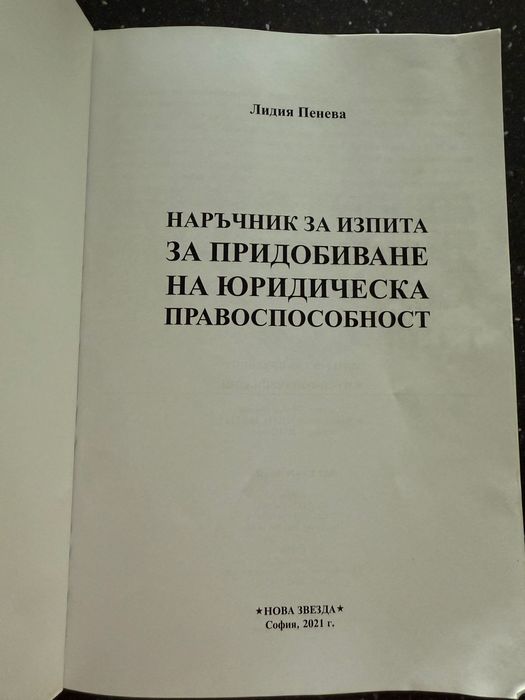 Лидия Пенева
НАРЪЧНИК ЗА ИЗПИТА
ЗА ПРИДОБИВАНЕ
НА ЮРИДИЧЕСКА
ПРАВОСПОСОБНОСТ
★НОВА ЗВЕЗДА★
София, 2021 г.